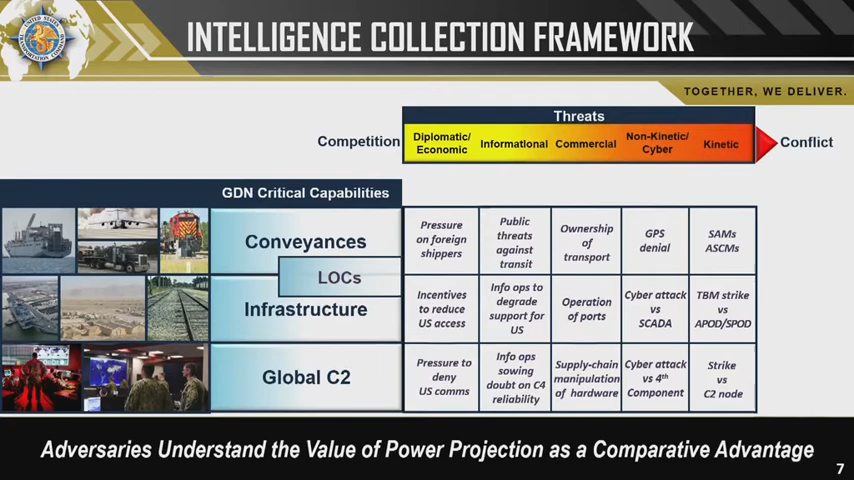 UNITED STATES
TRANSPORTATION COMMAND
INTELLIGENCE COLLECTION FRAMEWORK
TOGETHER, WE DELIVER.
Threats
Competition
Diplomatic/
Economic
Informational
Commercial
Non-Kinetic/
Cyber
Kinetic
Conflict
GDN Critical Capabilities
Conveyances
Pressure
on foreign
shippers
Public
threats
against
transit
Ownership
of
transport
GPS
denial
SAMs
ASCMs
LOCs
Infrastructure
Incentives
to reduce
US access
Info ops to
degrade
support for
US
Operation
of ports
Cyber attack
vs
SCADA
TBM strike
vs
APOD/SPOD
Global C2
Pressure to
deny
US comms
Info ops
sowing
doubt on C4
reliability
Supply-chain
manipulation
of hardware
Cyber attack
vs 4th
Component
Strike
vs
C2 node
Adversaries Understand the Value of Power Projection as a Comparative Advantage
7